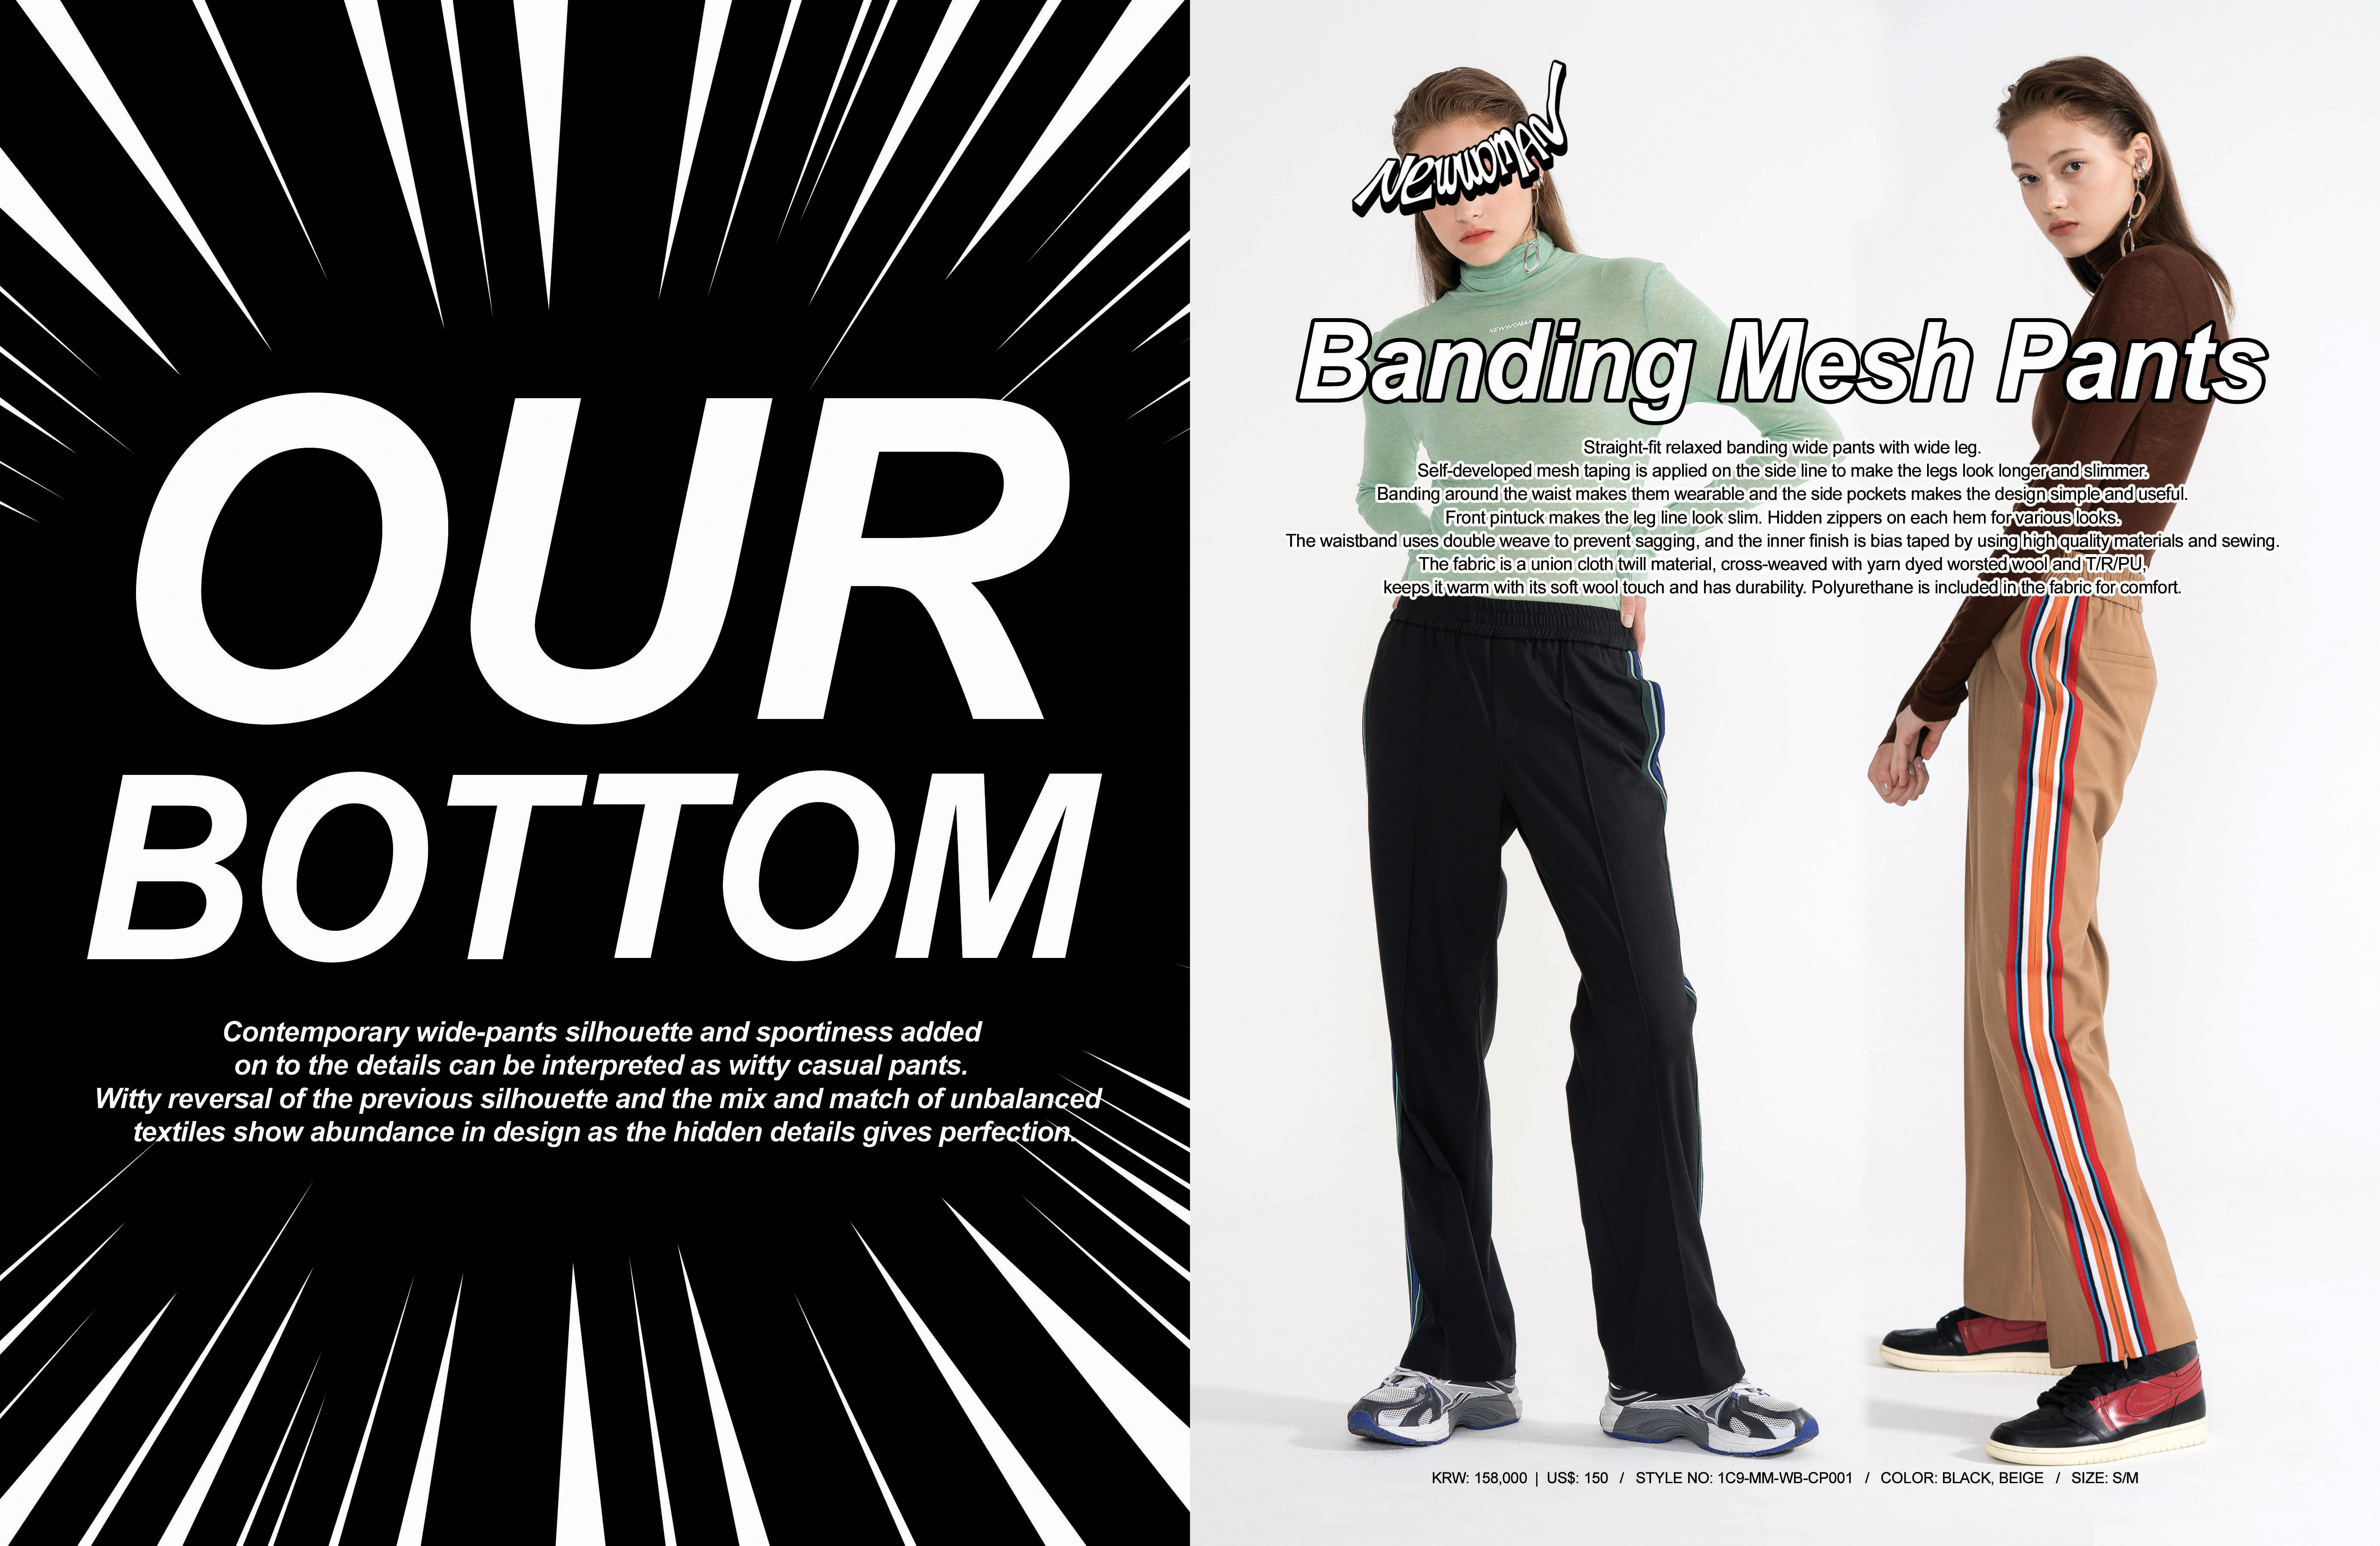 OUR
BOTTOM
Contemporary wide-pants silhouette and sportiness added
on to the details can be interpreted as witty casual pants.
Witty reversal of the previous silhouette and the mix and match of unbalanced
textiles show abundance in design as the hidden details gives perfection.
NEWWOMAN
NEWWOMAN
Banding Mesh Pants
Straight-fit relaxed banding wide pants with wide leg.
Self-developed mesh taping is applied on the side line to make the legs look longer and slimmer.
Banding around the waist makes them wearable and the side pockets makes the design simple and useful.
Front pintuck makes the leg line look slim. Hidden zippers on each hem for various looks.
The waistband uses double weave to prevent sagging, and the inner finish is bias taped by using high quality materials and sewing.
The fabric is a union cloth twill material, cross-weaved with yarn dyed worsted wool and T/R/PU,
keeps it warm with its soft wool touch and has durability. Polyurethane is included in the fabric for comfort.
KRW: 158,000 | US$: 150 / STYLE NO: 1C9-MM-WB-CP001 / COLOR: BLACK, BEIGE / SIZE: S/M